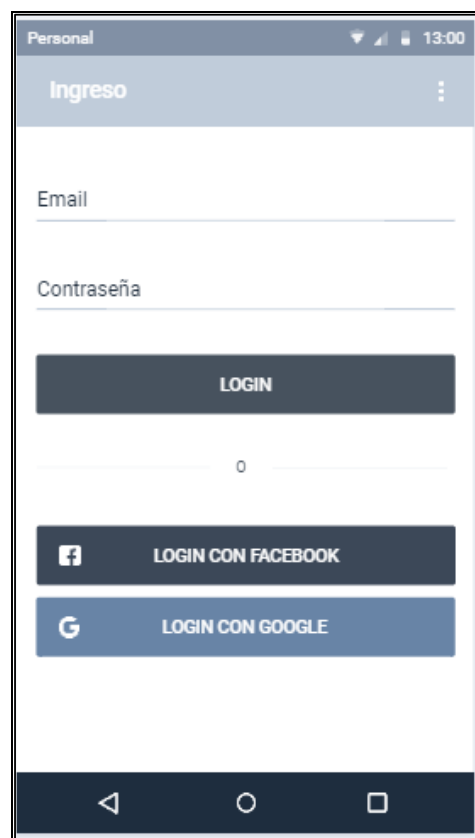 Personal 13:00
Ingreso
Email
Contraseña
LOGIN
O
LOGIN CON FACEBOOK
LOGIN CON GOOGLE